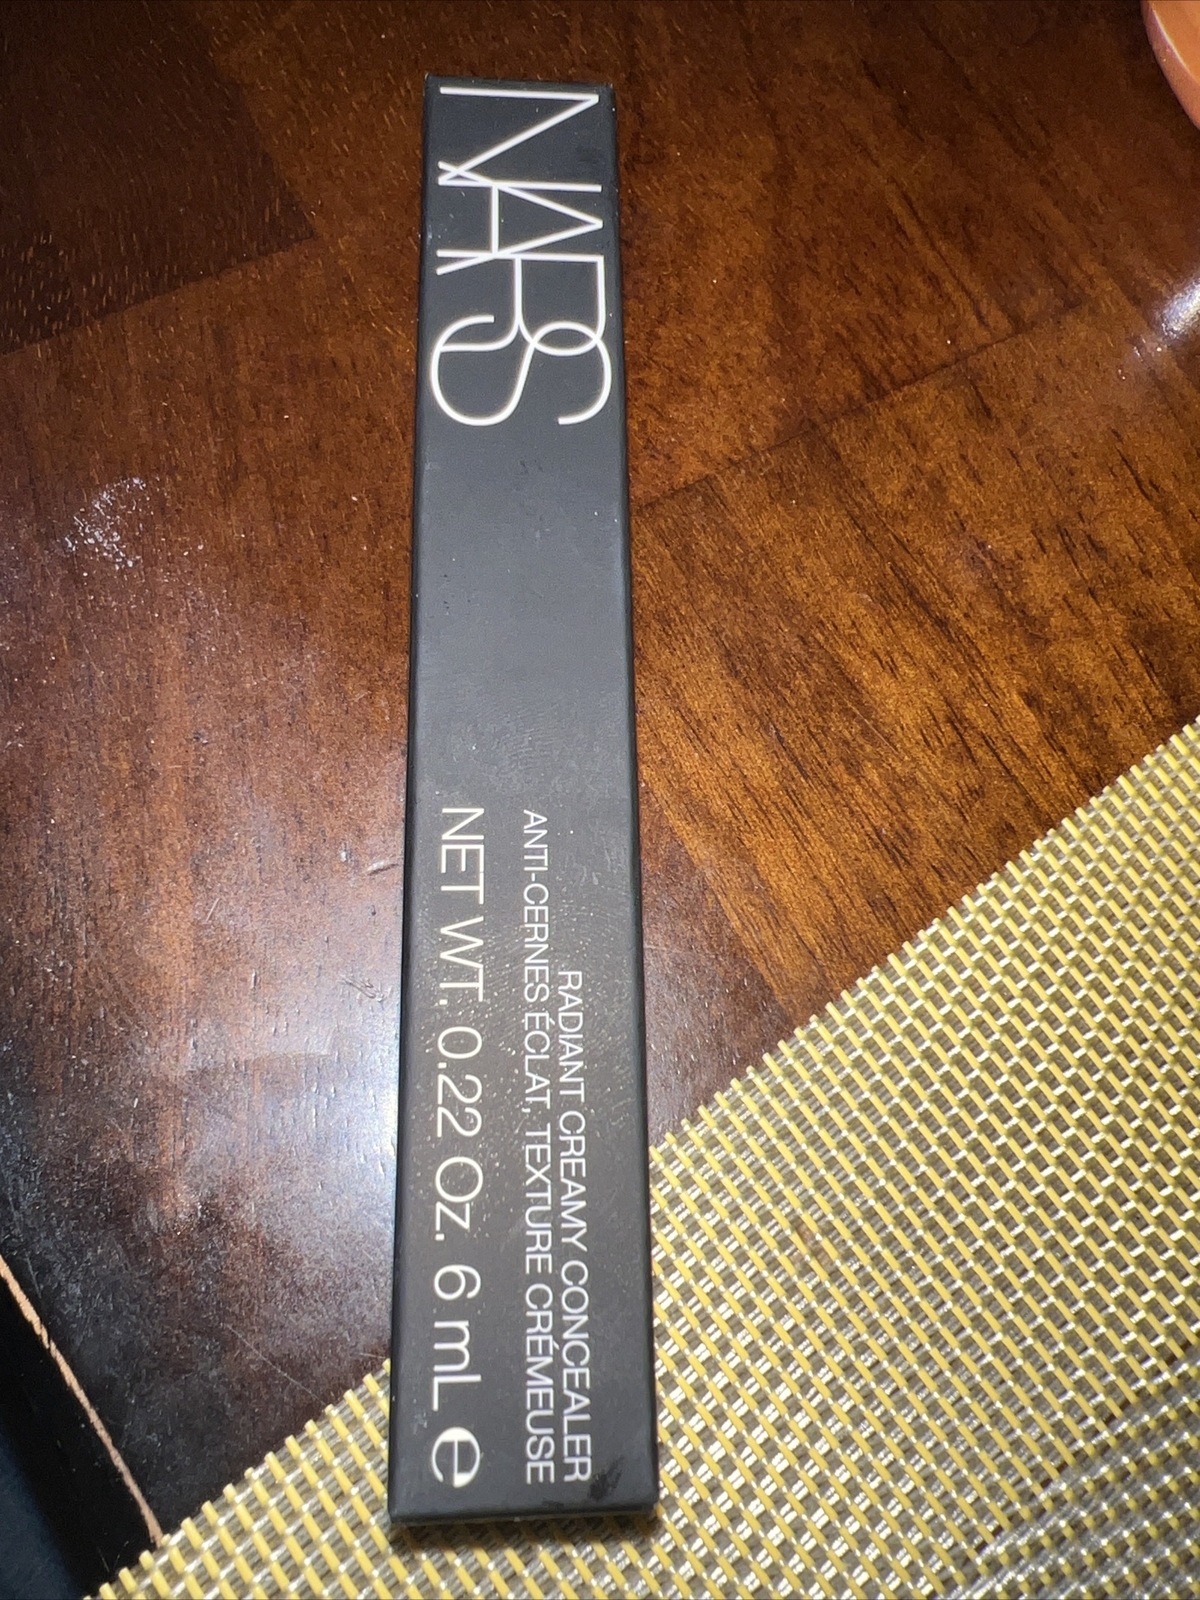 NARS
RADIANT CREAMY CONCEALER
ANTI-CERNES ÉCLAT, TEXTURE CRÉMEUSE
NET WT. 0.22 Oz. 6 mL ℮